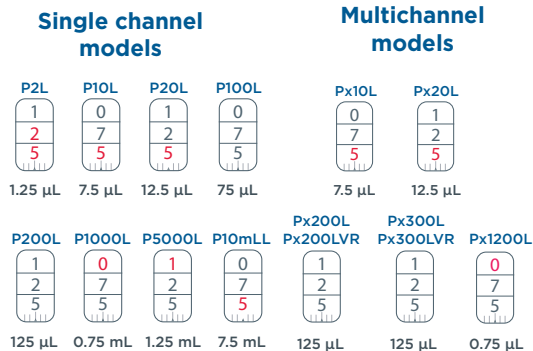 Single channel
models
Multichannel
models
P2L P10L P20L P100L
1 0 1 0
2 7 2 7
5 5 5 5
1.25 µL 7.5 µL 12.5 µL 75 µL
Px10L Px20L
0 1
7 2
5 5
7.5 µL 12.5 µL
P200L P1000L P5000L P10mLL
1 0 1 0
2 7 2 7
5 5 5 5
125 µL 0.75 mL 1.25 mL 7.5 mL
Px200L Px300L
Px200LVR Px300LVR Px1200L
1 1 0
2 2 7
5 5 5
125 µL 125 µL 0.75 µL